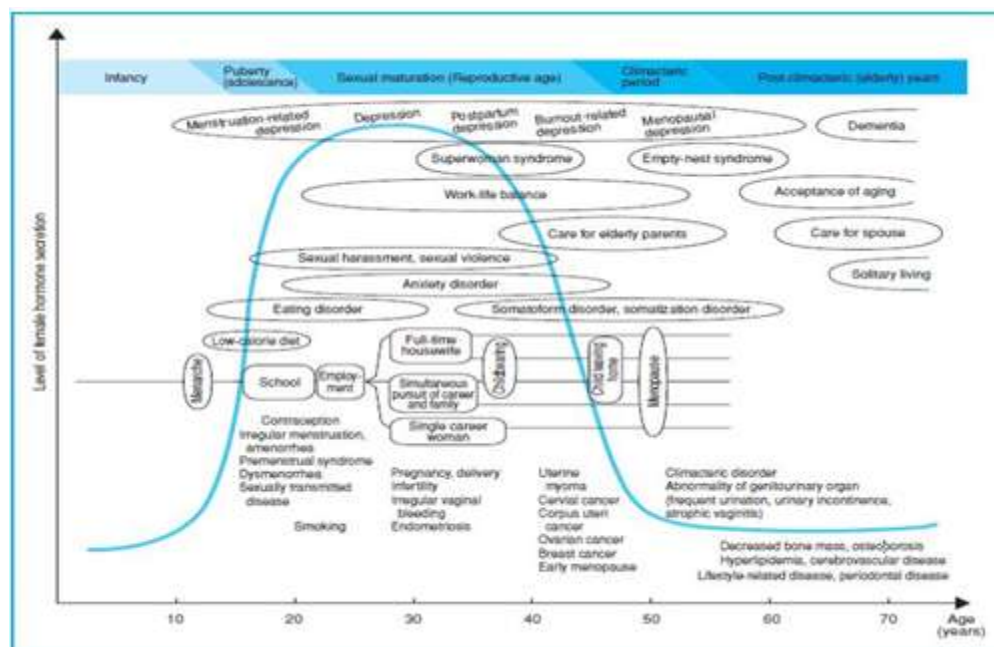 Level of female hormone secretion
Infancy
Puberty
(adolescence)
Sexual maturation (Reproductive age)
Climacteric
period
Post-climacteric (elderly) years
Menstruation-related
depression
Depression
Postpartum
depression
Burnout-related
depression
Menopausal
depression
Dementia
Superwoman syndrome
Empty-nest syndrome
Work-life balance
Acceptance of aging
Care for elderly parents
Care for spouse
Sexual harassment, sexual violence
Solitary living
Anxiety disorder
Eating disorder
Somatoform disorder, somatization disorder
Low-calorie diet
Menarche
School
Employ-
ment
Full-time
housewife
Simultaneous
pursuit of career
and family
Single career
woman
Childbearing
Child leaving
home
Menopause
Contraception
Irregular menstruation,
amenorrhea
Premenstrual syndrome
Dysmenorrhea
Sexually transmitted
disease
Smoking
Pregnancy, delivery
Infertility
Irregular vaginal
bleeding
Endometriosis
Uterine
myoma
Cervial cancer
Corpus uteri
cancer
Ovarian cancer
Breast cancer
Early menopause
Climacteric disorder
Abnormality of genitourinary organ
(frequent urination, urinary incontinence,
atrophic vaginitis)
Decreased bone mass, osteoporosis
Hyperlipidemia, cerebrovascular disease
Lifestyle-related disease, periodontal disease
10 20 30 40 50 60 70 Age
(years)